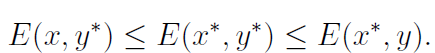 E(x, y*) ≤ E(x*, y*) ≤ E(x*, y).